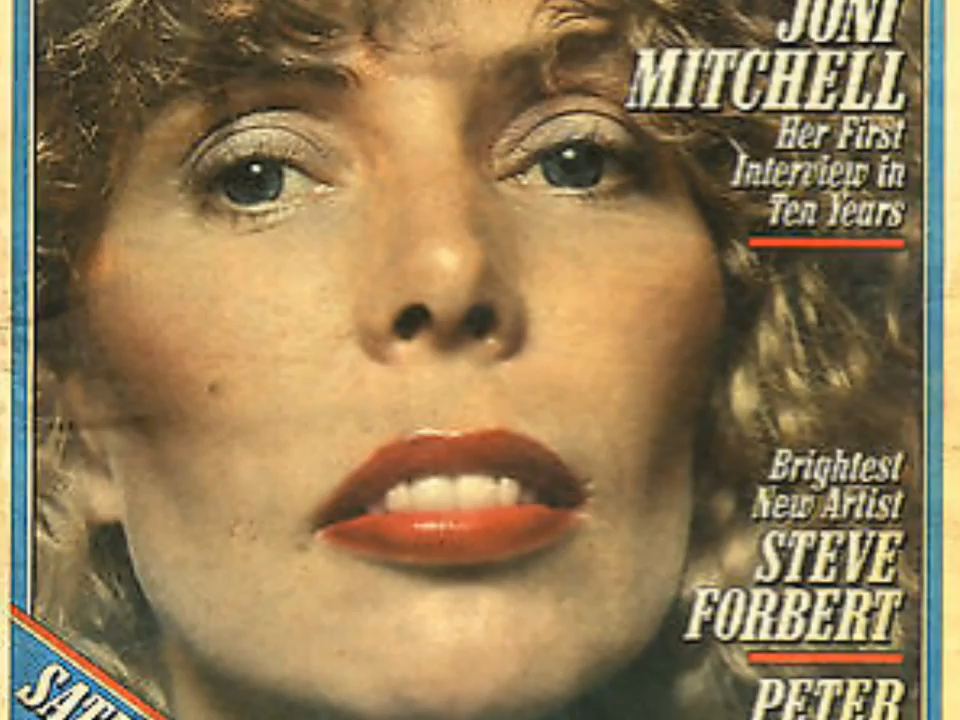 JONI
MITCHELL
Her First
Interview in
Ten Years
Brightest
New Artist
STEVE
FORBERT
PETER